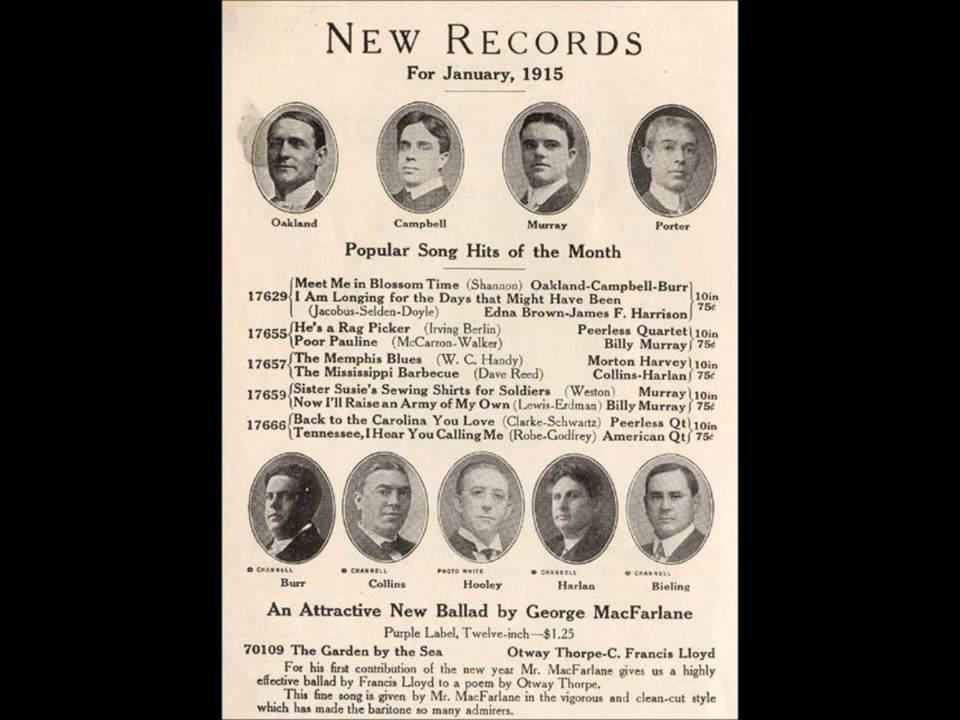 NEW RECORDS
For January, 1915
Oakland Campbell Murray Porter
Popular Song Hits of the Month
17629 Meet Me in Blossom Time (Shannon) Oakland-Campbell-Burr
I Am Longing for the Days that Might Have Been 10in
(Jacobus-Selden-Doyle) Edna Brown-James F. Harrison 75¢
17655 He's a Rag Picker (Irving Berlin) Peerless Quartet 10in
Poor Pauline (McCarron-Walker) Billy Murray 75¢
17657 The Memphis Blues (W. C. Handy) Morton Harvey 10in
The Mississippi Barbecue (Dave Reed) Collins-Harlan 75¢
17659 Sister Susie's Sewing Shirts for Soldiers (Weston) Murray 10in
Now I'll Raise an Army of My Own (Lewis-Erdman) Billy Murray 75¢
17666 Back to the Carolina You Love (Clarke-Schwartz) Peerless Qt 10in
Tennessee, I Hear You Calling Me (Robe-Godfrey) American Qt 75¢
© CHANNELL © CHANNELL PHOTO WHITE © CHANNELL © CHANNELL
Burr Collins Hooley Harlan Bieling
An Attractive New Ballad by George MacFarlane
Purple Label, Twelve-inch—$1.25
70109 The Garden by the Sea Otway Thorpe-C. Francis Lloyd
For his first contribution of the new year Mr. MacFarlane gives us a highly
effective ballad by Francis Lloyd to a poem by Otway Thorpe.
This fine song is given by Mr. MacFarlane in the vigorous and clean-cut style
which has made the baritone so many admirers.